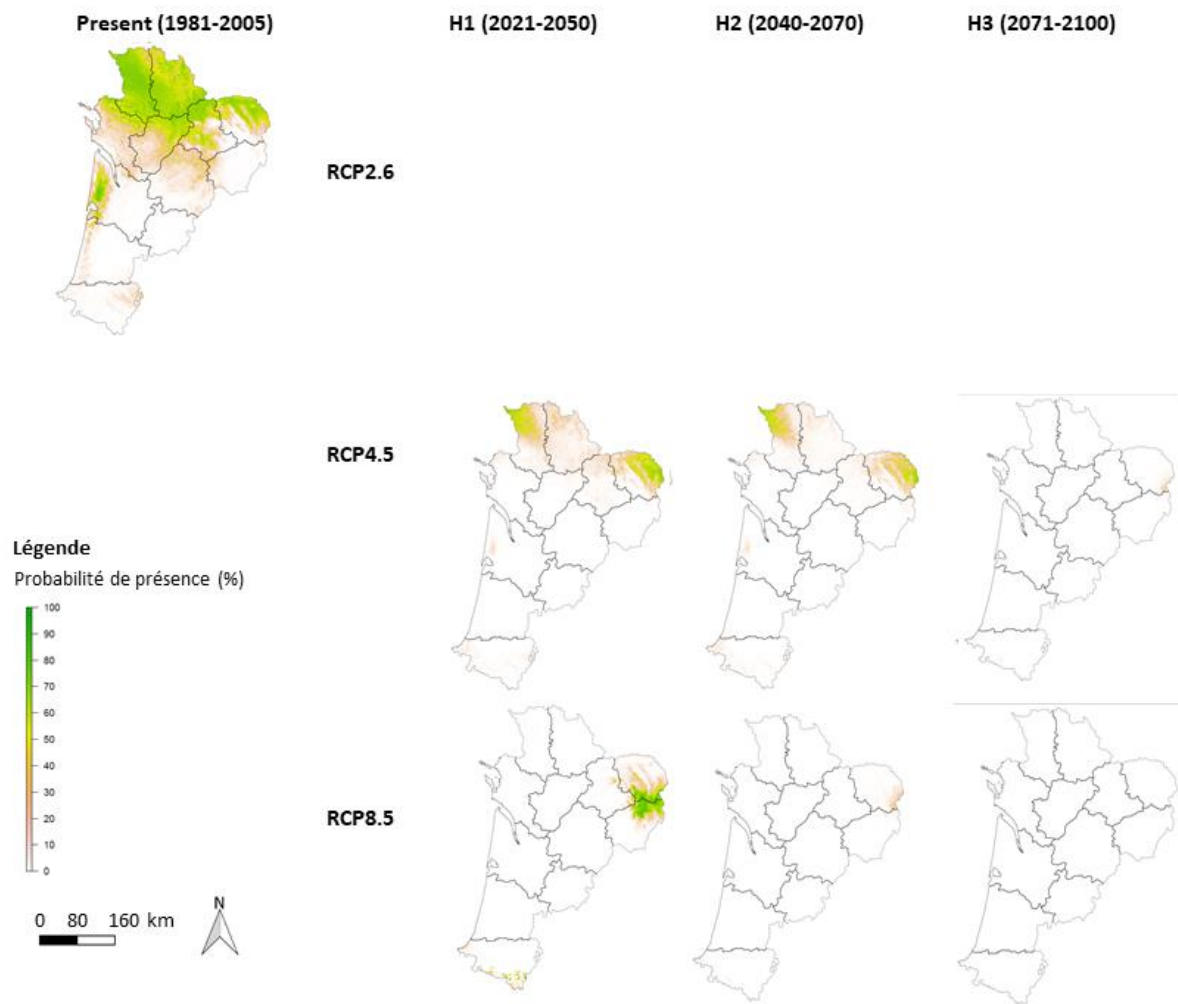 Present (1981-2005) H1 (2021-2050) H2 (2040-2070) H3 (2071-2100)
RCP2.6
RCP4.5
Légende
Probabilité de présence (%)
100
90
80
70
60
50
40
30
20
10
0
RCP8.5
N
0 80 160 km